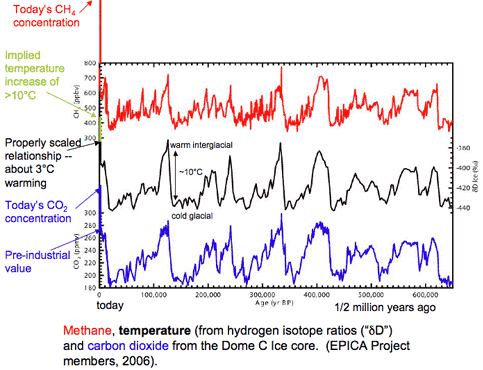 Today's CH4
concentration
Implied
temperature
increase of
>10°C
Properly scaled
relationship --
about 3°C
warming
Today's CO2
concentration
Pre-industrial
value
800
700
600
500
400
300
CH4 [ppbv]
warm interglacial
~10°C
cold glacial
-380
-420
-440
300
280
260
240
220
200
180
CO2 [ppmv]
0
100,000
200,000
300,000
400,000
500,000
600,000
Age (yr BP)
today
1/2 million years ago
Methane, temperature (from hydrogen isotope ratios ("δD")
and carbon dioxide from the Dome C Ice core. (EPICA Project
members, 2006).